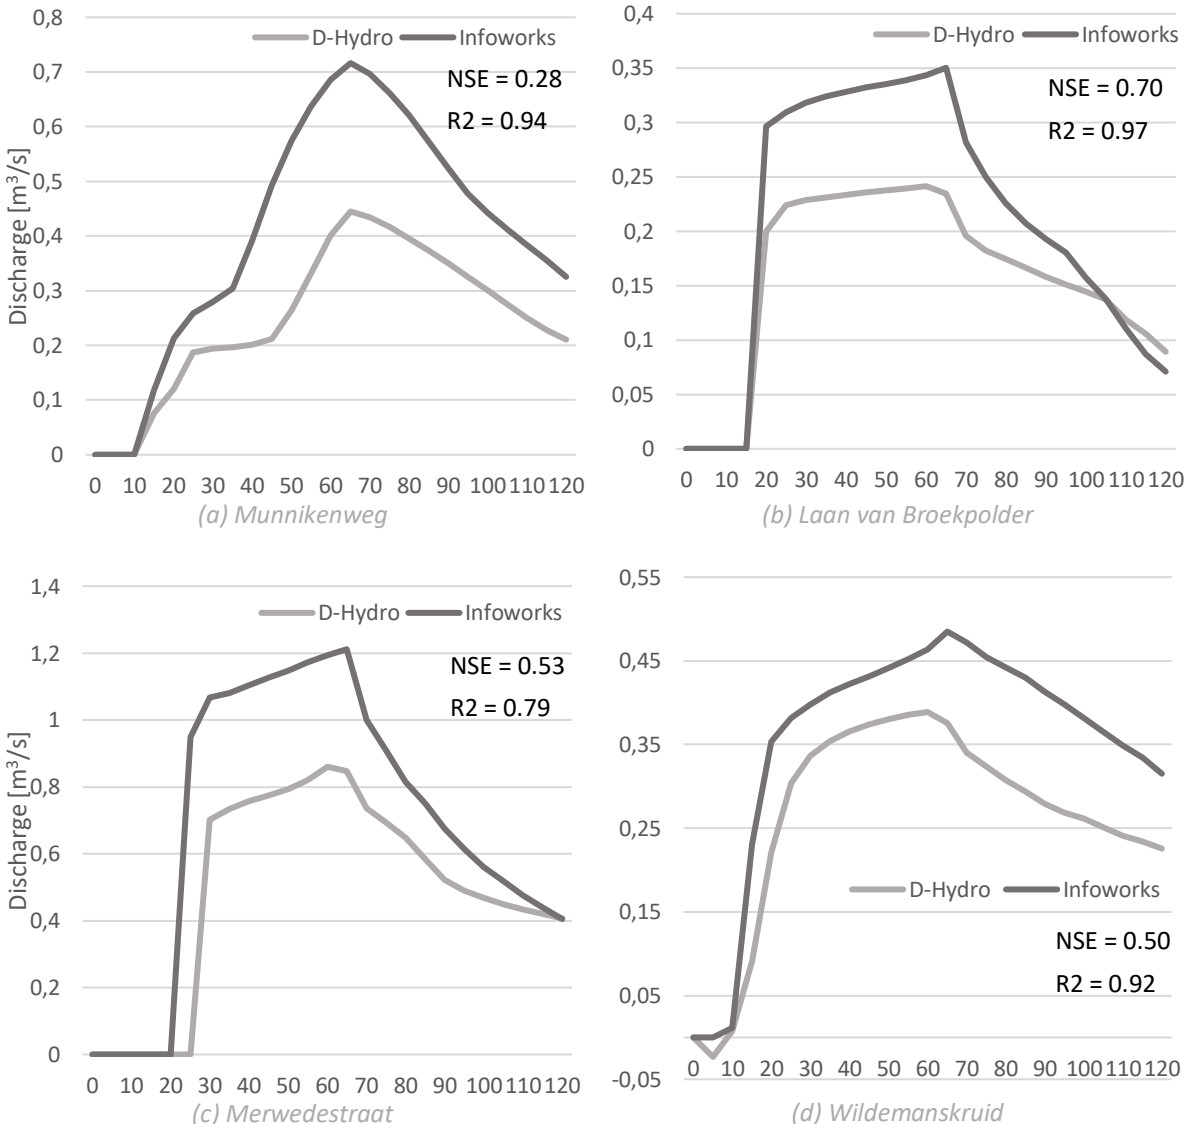 0,8
D-Hydro Infoworks
0,7
NSE = 0.28
0,6
R2 = 0.94
0,5
0,4
0,3
0,2
0,1
0
Discharge [m³/s]
0 10 20 30 40 50 60 70 80 90 100 110 120
(a) Munnikenweg
0,4
D-Hydro Infoworks
0,35
NSE = 0.70
0,3
R2 = 0.97
0,25
0,2
0,15
0,1
0,05
0
0 10 20 30 40 50 60 70 80 90 100 110 120
(b) Laan van Broekpolder
1,4
D-Hydro Infoworks
1,2
NSE = 0.53
R2 = 0.79
1
0,8
0,6
0,4
0,2
0
Discharge [m³/s]
0 10 20 30 40 50 60 70 80 90 100 110 120
(c) Merwedestraat
0,55
0,45
0,35
0,25
D-Hydro Infoworks
0,15
NSE = 0.50
R2 = 0.92
0,05
0 10 20 30 40 50 60 70 80 90 100 110 120
-0,05
(d) Wildemanskruid